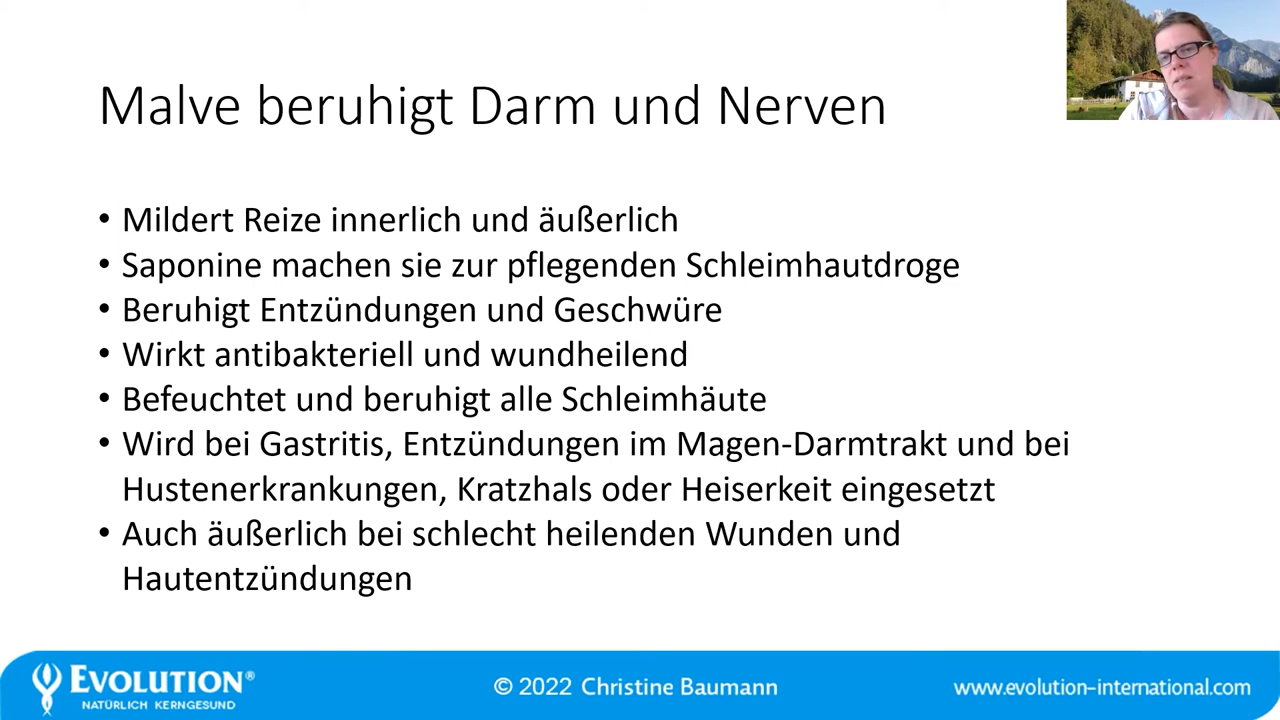 Malve beruhigt Darm und Nerven
• Mildert Reize innerlich und äußerlich
• Saponine machen sie zur pflegenden Schleimhautdroge
• Beruhigt Entzündungen und Geschwüre
• Wirkt antibakteriell und wundheilend
• Befeuchtet und beruhigt alle Schleimhäute
• Wird bei Gastritis, Entzündungen im Magen-Darmtrakt und bei
Hustenerkrankungen, Kratzhals oder Heiserkeit eingesetzt
• Auch äußerlich bei schlecht heilenden Wunden und
Hautentzündungen
EVOLUTION®
NATÜRLICH KERNGESUND
© 2022 Christine Baumann
www.evolution-international.com